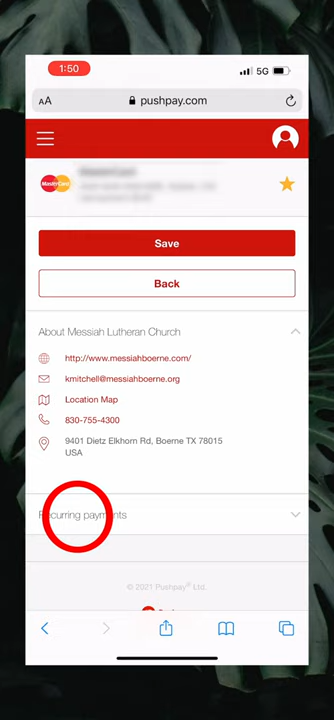 1:50
5G
AA
pushpay.com
MasterCard
Save
Back
About Messiah Lutheran Church
http://www.messiahboerne.com/
kmitchell@messiahboerne.org
Location Map
830-755-4300
9401 Dietz Elkhorn Rd, Boerne TX 78015
USA
Recurring payments
© 2021 Pushpay® Ltd.